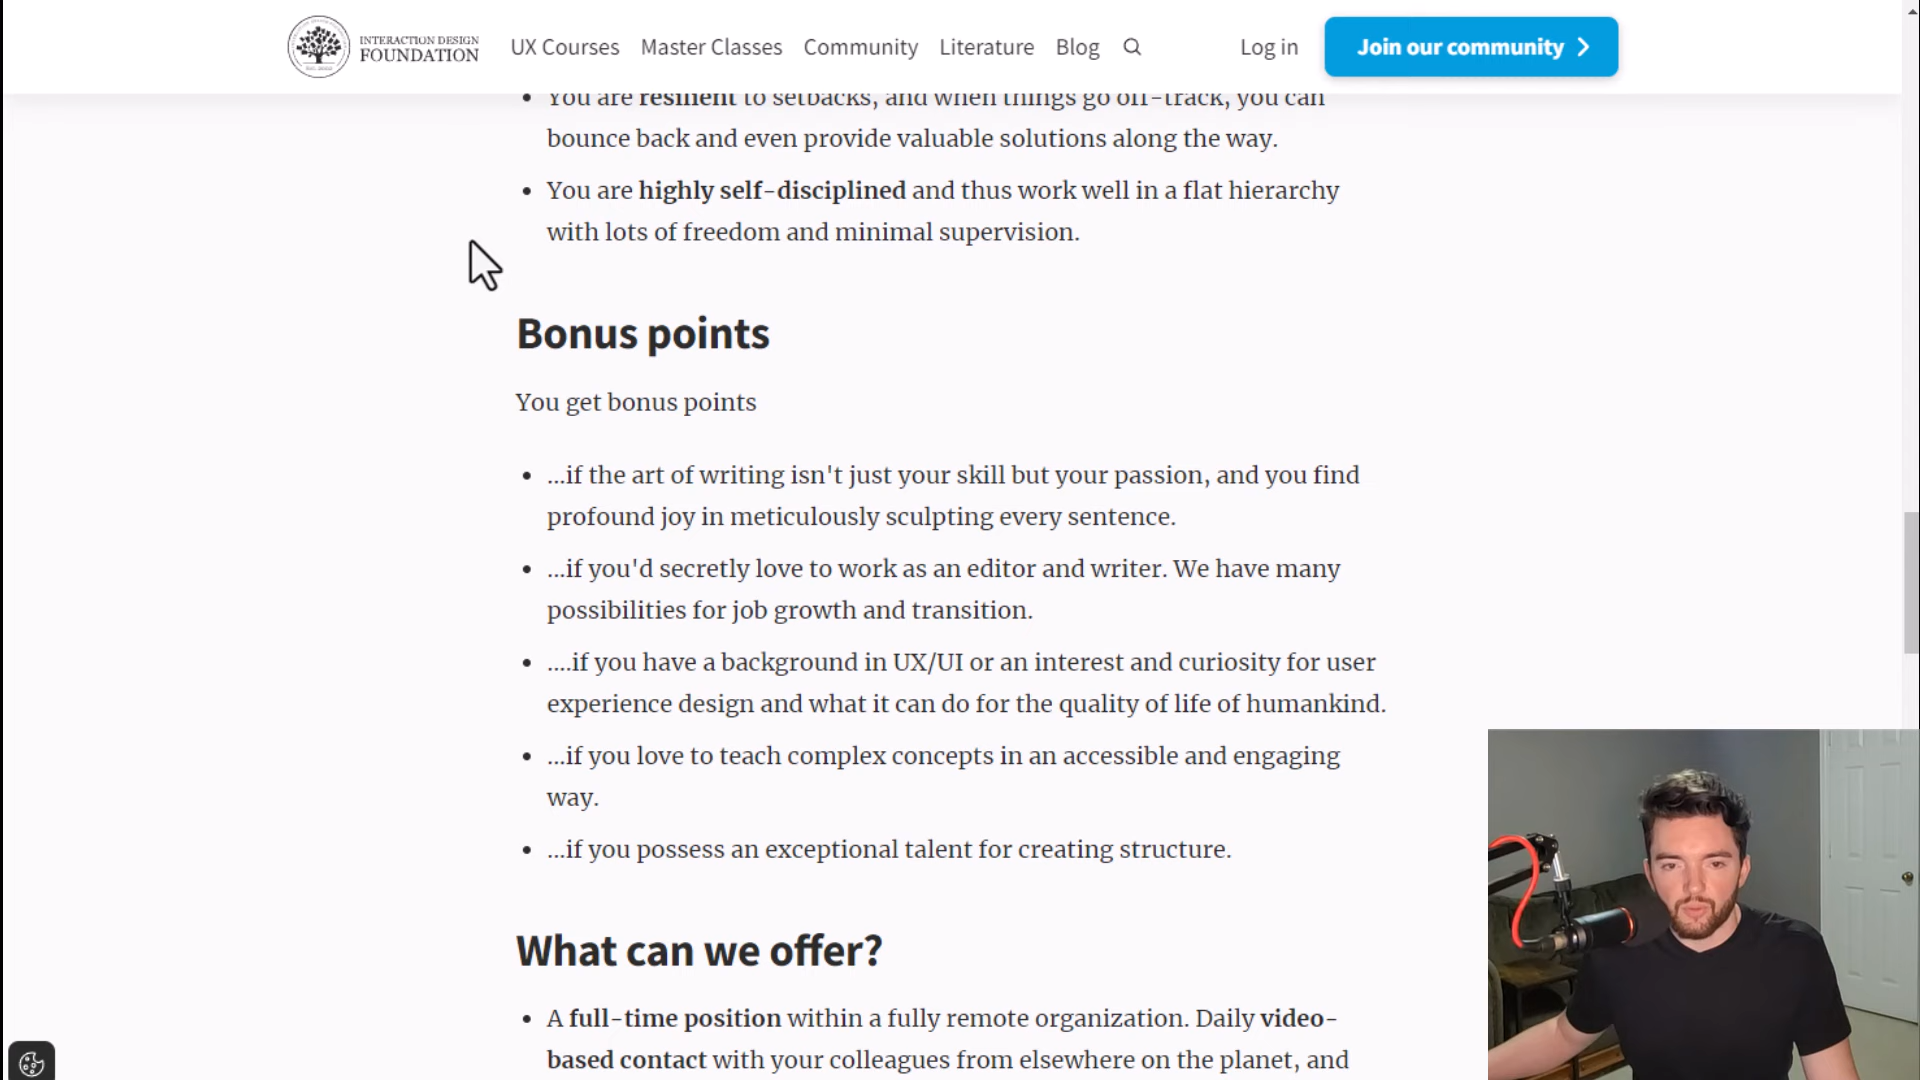 INTERACTION DESIGN
FOUNDATION
UX Courses Master Classes Community Literature Blog
Log in
Join our community
• You are resilient to setbacks, and when things go off-track, you can
bounce back and even provide valuable solutions along the way.
• You are highly self-disciplined and thus work well in a flat hierarchy
with lots of freedom and minimal supervision.
Bonus points
You get bonus points
• ...if the art of writing isn't just your skill but your passion, and you find
profound joy in meticulously sculpting every sentence.
• ...if you'd secretly love to work as an editor and writer. We have many
possibilities for job growth and transition.
• ....if you have a background in UX/UI or an interest and curiosity for user
experience design and what it can do for the quality of life of humankind.
• ...if you love to teach complex concepts in an accessible and engaging
way.
• ...if you possess an exceptional talent for creating structure.
What can we offer?
• A full-time position within a fully remote organization. Daily video-
based contact with your colleagues from elsewhere on the planet, and